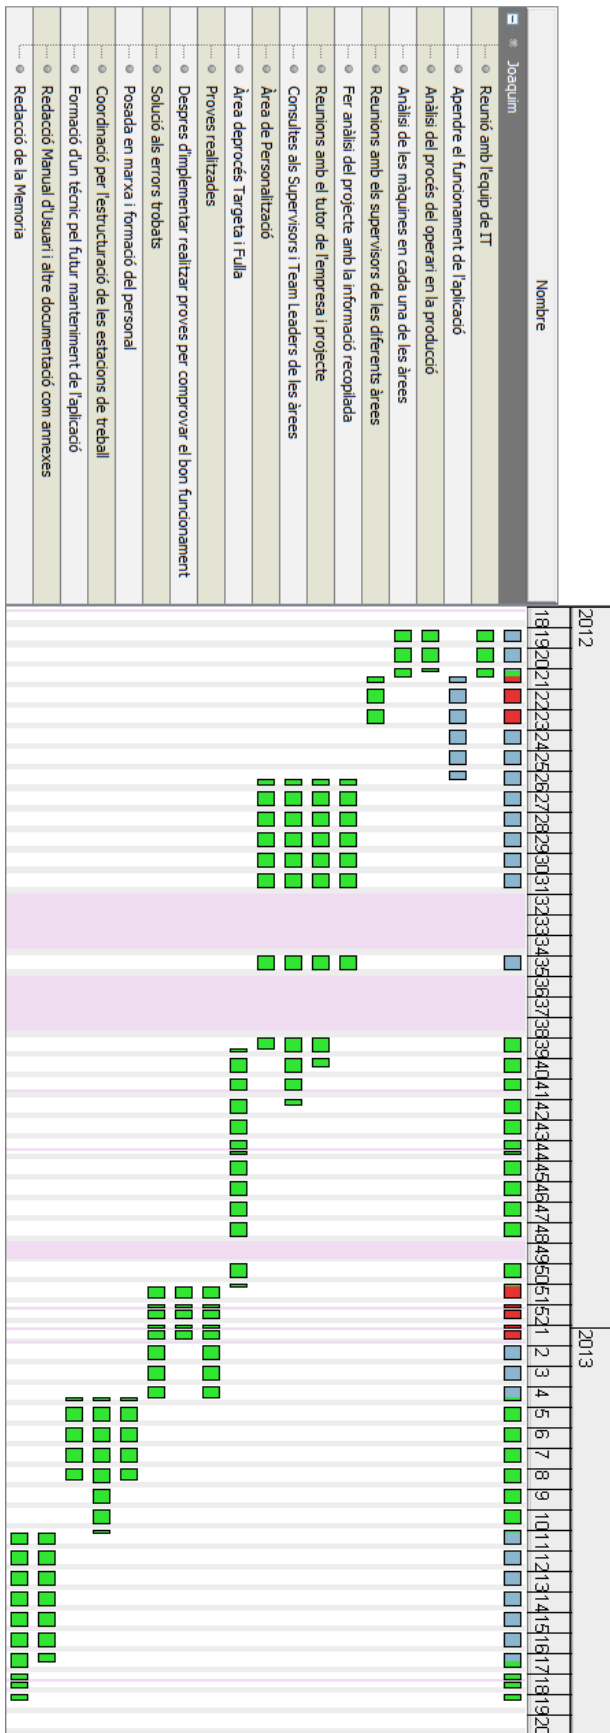 Nombre
2012
2013
18 19 20 21 22 23 24 25 26 27 28 29 30 31 32 33 34 35 36 37 38 39 40 41 42 43 44 45 46 47 48 49 50 51 52 1 2 3 4 5 6 7 8 9 10 11 12 13 14 15 16 17 18 19 20
Joaquim
Reunió amb l'equip de IT
Apendre el funcionament de l'aplicació
Anàlisi del procés del operari en la producció
Anàlisi de les màquines en cada una de les àrees
Reunions amb els supervisors de les diferents àrees
Fer anàlisi del projecte amb la informació recopilada
Reunions amb el tutor de l'empresa i projecte
Consultes als Supervisors i Team Leaders de les àrees
Àrea de Personalització
Àrea deprocés Targeta i Fulla
Proves realitzades
Despres d'implementar realitzar proves per comprovar el bon funcionament
Solució als errors trobats
Posada en marxa i formació del personal
Coordinació per l'estructuració de les estacions de treball
Formació d'un técnic pel futur manteniment de l'aplicació
Redacció Manual d'Usuari i altre documentació com annexes
Redacció de la Memoria